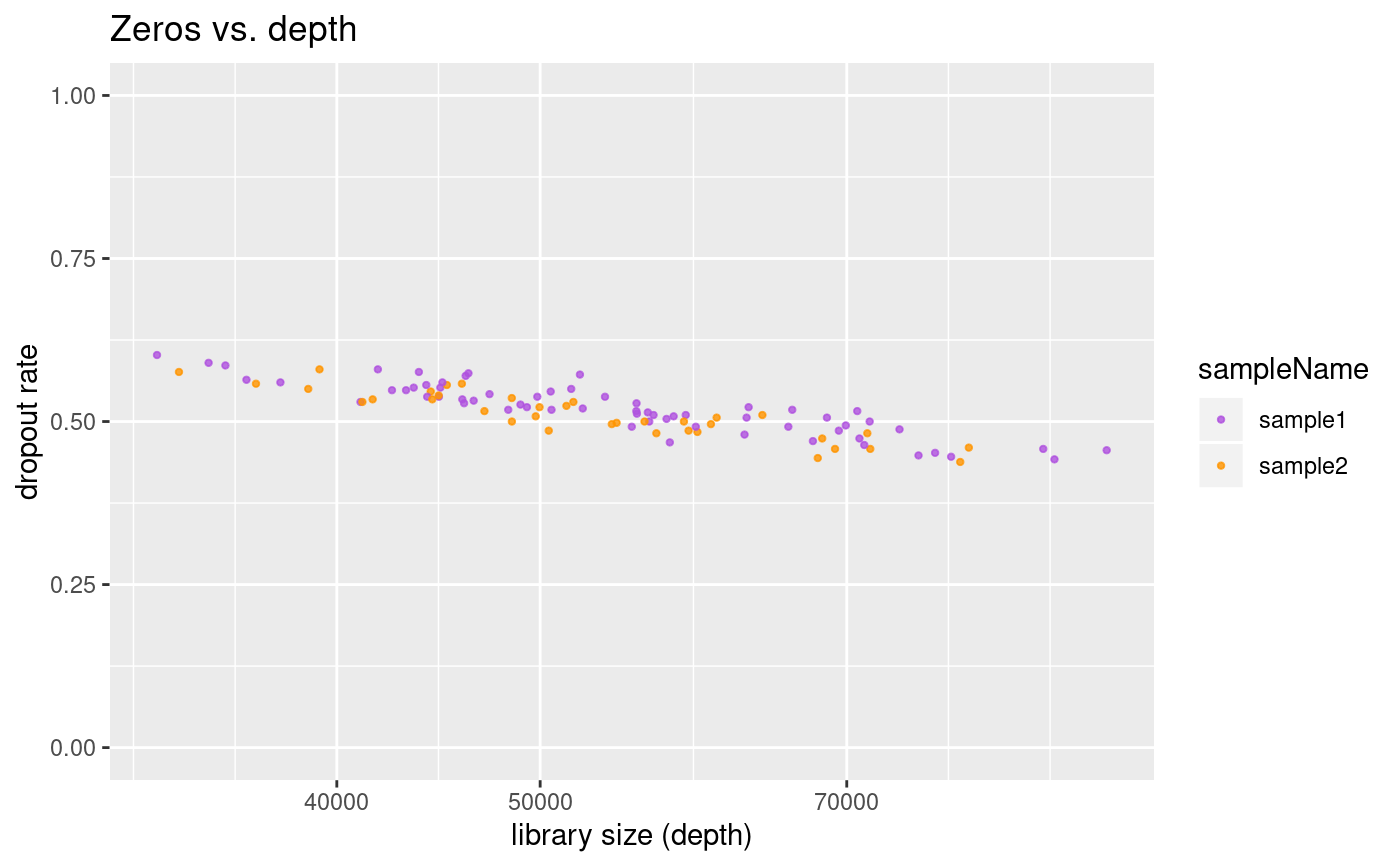 Zeros vs. depth
1.00
0.75
0.50
0.25
0.00
dropout rate
40000
50000
70000
library size (depth)
sampleName
sample1
sample2